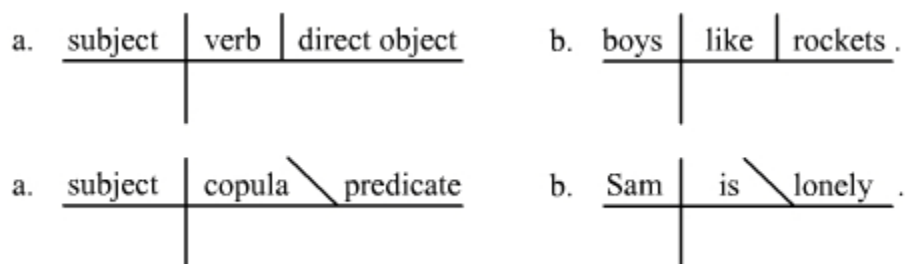 a. subject verb direct object b. boys like rockets .
a. subject copula predicate b. Sam is lonely .